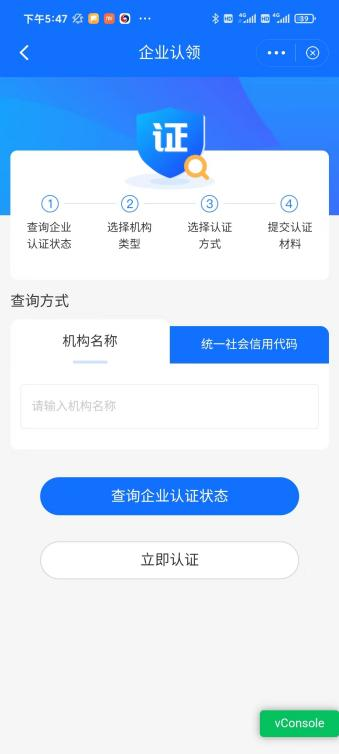 下午5:47
39
企业认领
证
1 2 3 4
查询企业 选择机构 选择认证 提交认证
认证状态 类型 方式 材料
查询方式
机构名称 统一社会信用代码
请输入机构名称
查询企业认证状态
立即认证
vConsole